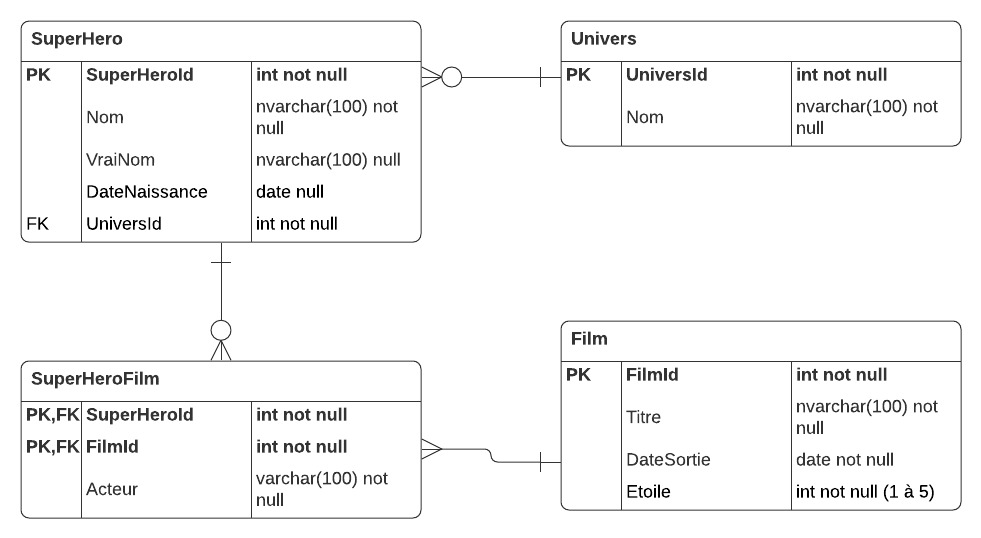 SuperHero
PK SuperHeroId int not null
Nom nvarchar(100) not
null
VraiNom nvarchar(100) null
DateNaissance date null
FK UniversId int not null
Univers
PK UniversId int not null
Nom nvarchar(100) not
null
SuperHeroFilm
PK,FK SuperHeroId int not null
PK,FK FilmId int not null
Acteur varchar(100) not
null
Film
PK FilmId int not null
Titre nvarchar(100) not
null
DateSortie date not null
Etoile int not null (1 à 5)